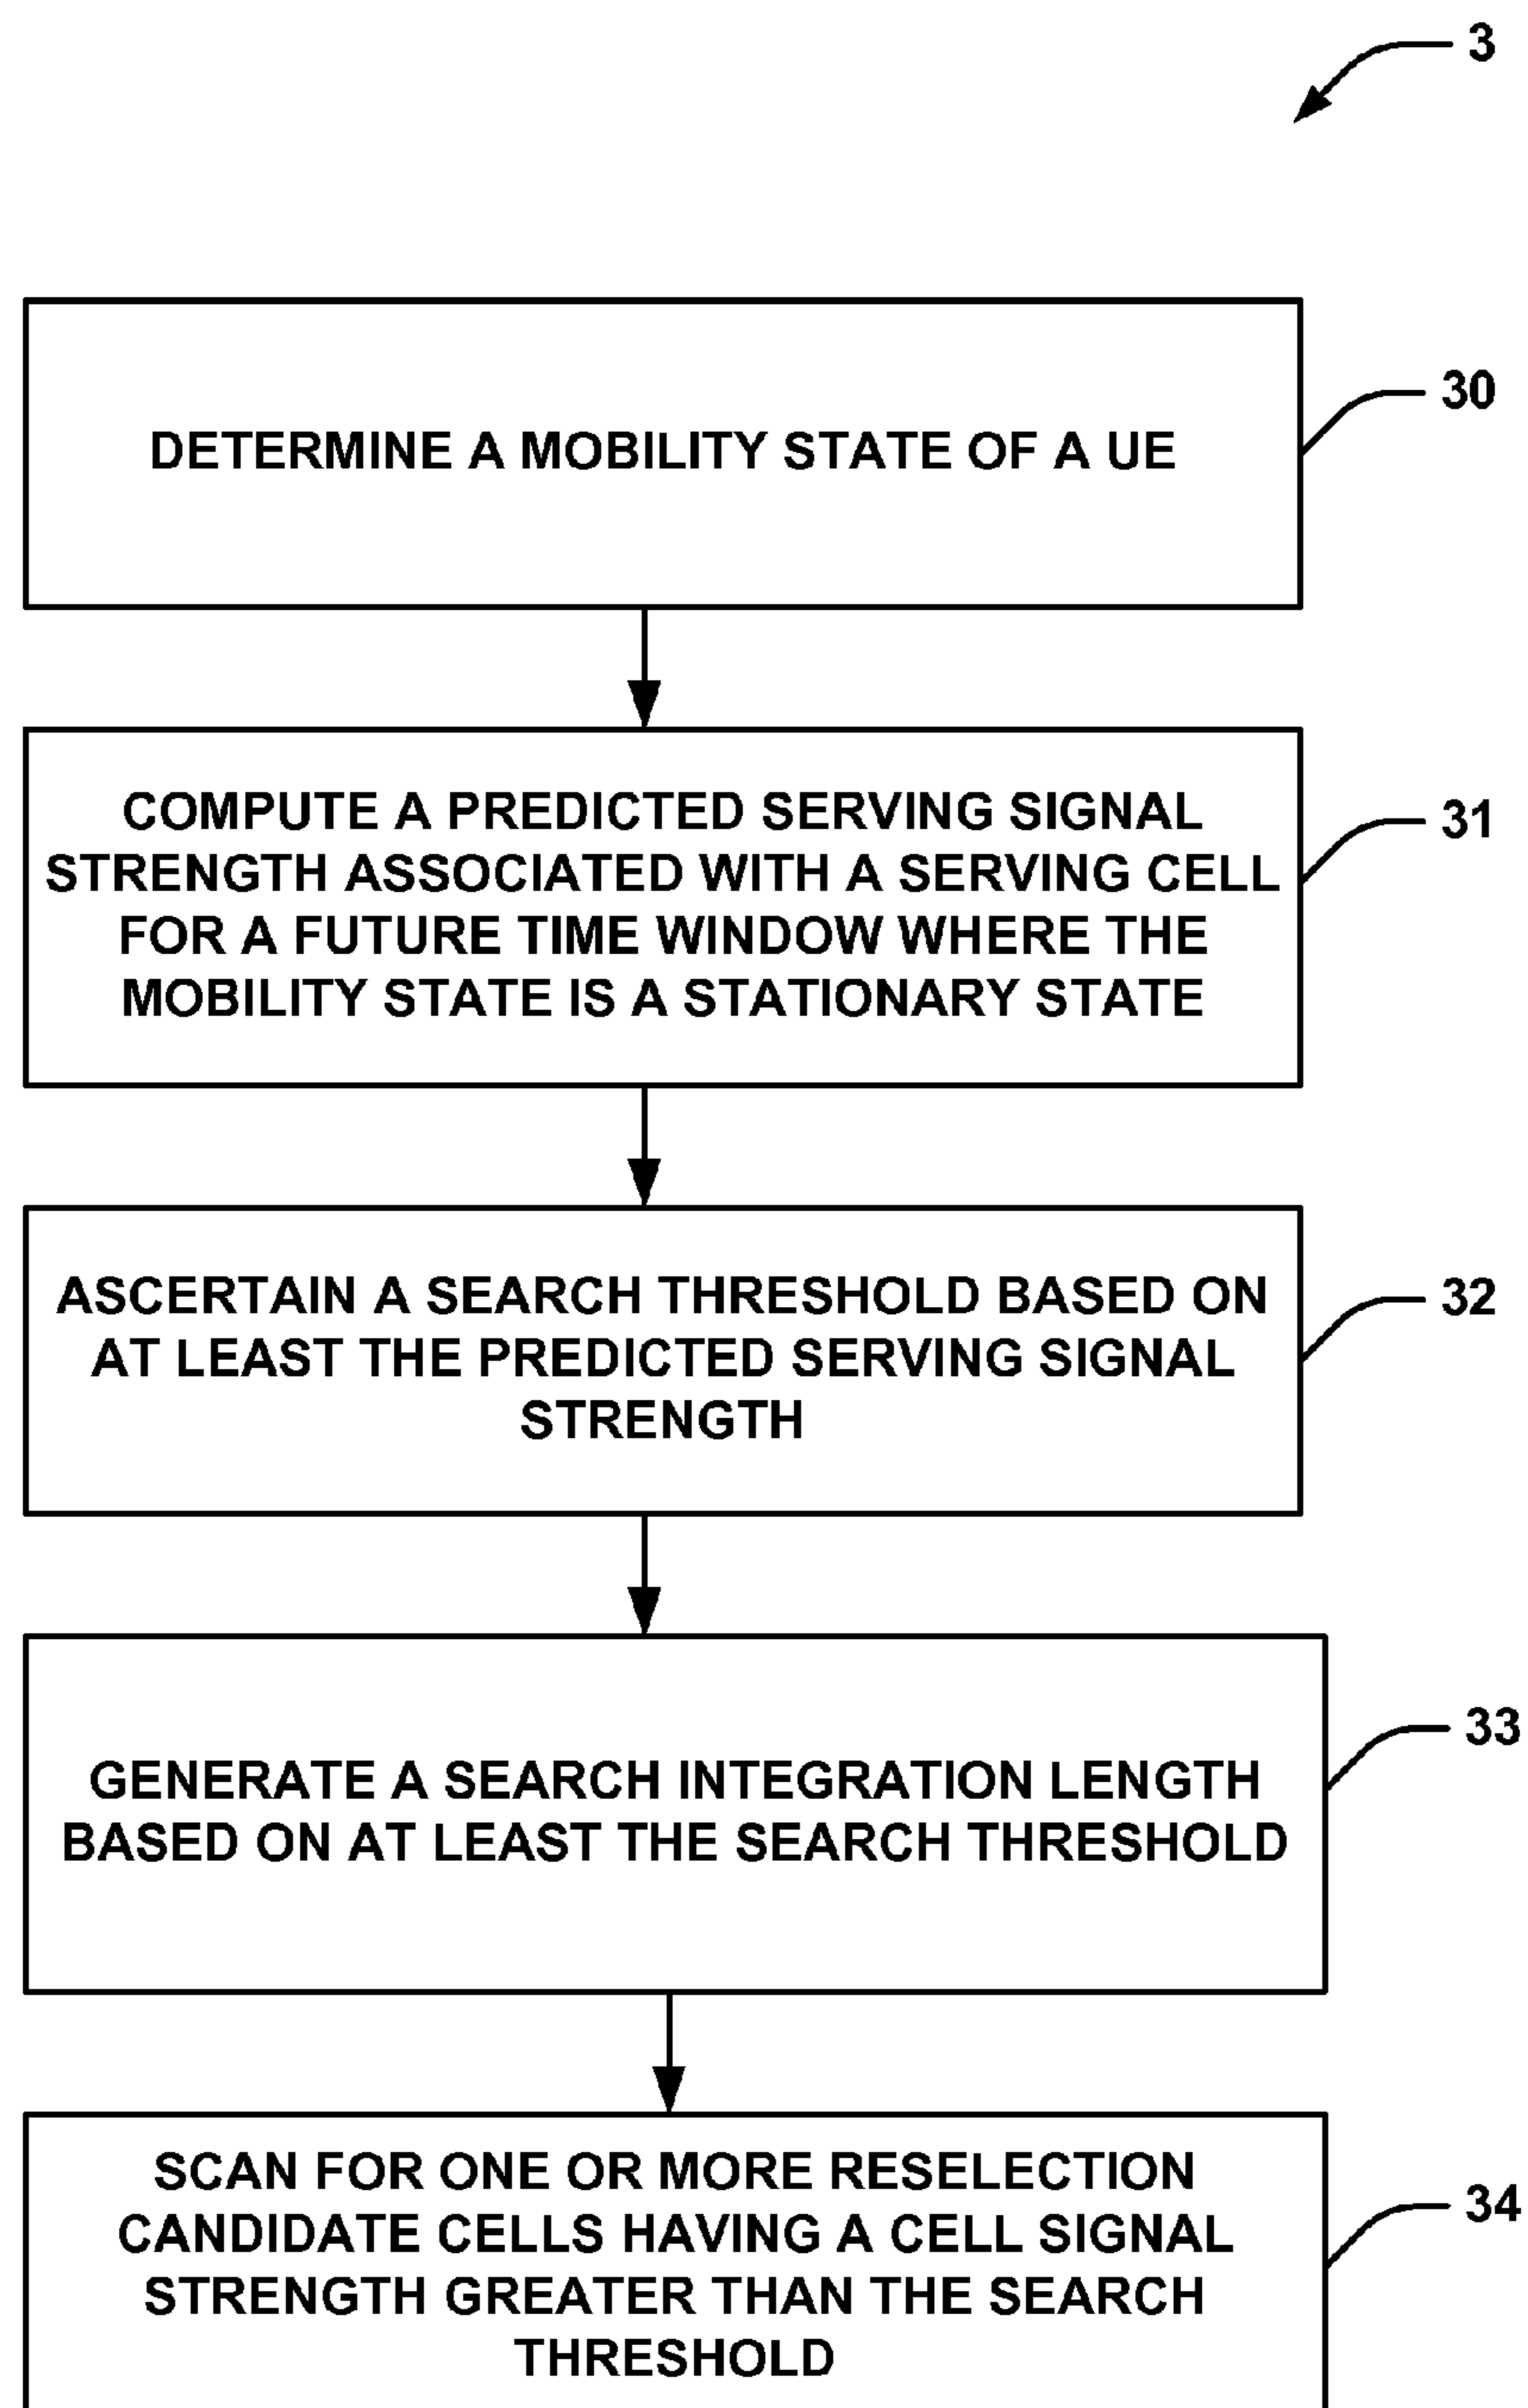 3
DETERMINE A MOBILITY STATE OF A UE
30
COMPUTE A PREDICTED SERVING SIGNAL
STRENGTH ASSOCIATED WITH A SERVING CELL
FOR A FUTURE TIME WINDOW WHERE THE
MOBILITY STATE IS A STATIONARY STATE
31
ASCERTAIN A SEARCH THRESHOLD BASED ON
AT LEAST THE PREDICTED SERVING SIGNAL
STRENGTH
32
GENERATE A SEARCH INTEGRATION LENGTH
BASED ON AT LEAST THE SEARCH THRESHOLD
33
SCAN FOR ONE OR MORE RESELECTION
CANDIDATE CELLS HAVING A CELL SIGNAL
STRENGTH GREATER THAN THE SEARCH
THRESHOLD
34